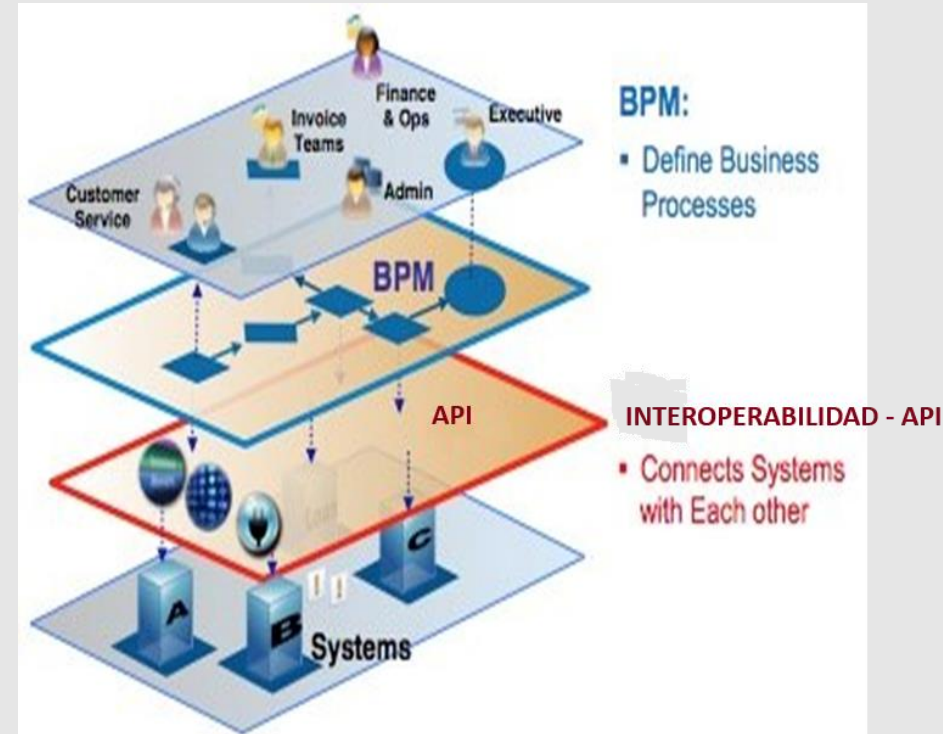 Finance
& Ops
Executive
Invoice
Teams
Customer
Service
Admin
BPM:
▪ Define Business
Processes
BPM
API
INTEROPERABILIDAD - API
▪ Connects Systems
with Each other
A
B
C
Systems